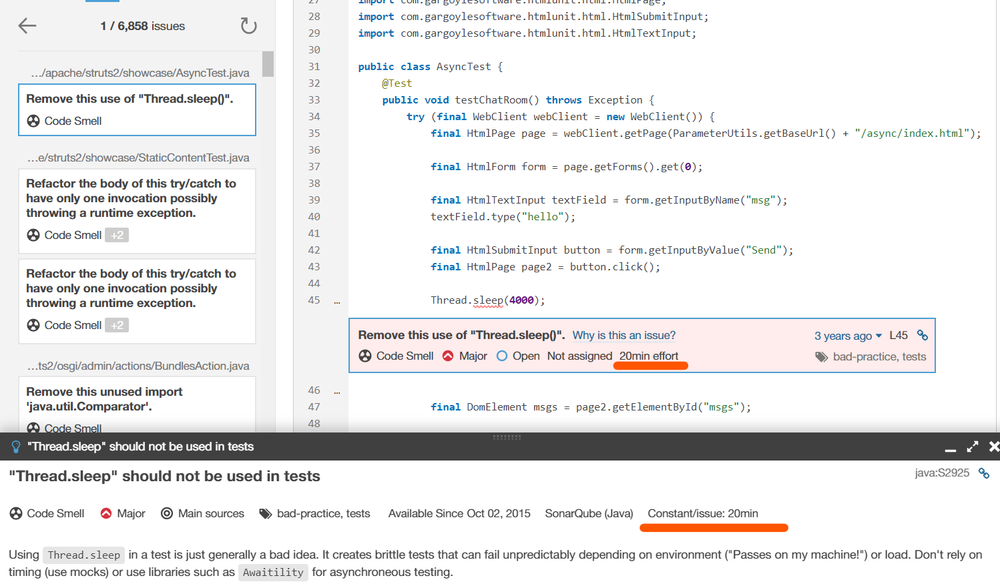 1 / 6,858 issues
.../apache/struts2/showcase/AsyncTest.java
Remove this use of "Thread.sleep()".
Code Smell
...e/struts2/showcase/StaticContentTest.java
Refactor the body of this try/catch to
have only one invocation possibly
throwing a runtime exception.
Code Smell +2
Refactor the body of this try/catch to
have only one invocation possibly
throwing a runtime exception.
Code Smell +2
...ts2/osgi/admin/actions/BundlesAction.java
Remove this unused import
'java.util.Comparator'.
Code Smell
27 import com.gargoylesoftware.htmlunit.html.HtmlPage;
28 import com.gargoylesoftware.htmlunit.html.HtmlSubmitInput;
29 import com.gargoylesoftware.htmlunit.html.HtmlTextInput;
30
31 public class AsyncTest {
32 @Test
33 public void testChatRoom() throws Exception {
34 try (final WebClient webClient = new WebClient()) {
35 final HtmlPage page = webClient.getPage(ParameterUtils.getBaseUrl() + "/async/index.html");
36
37 final HtmlForm form = page.getForms().get(0);
38
39 final HtmlTextInput textField = form.getInputByName("msg");
40 textField.type("hello");
41
42 final HtmlSubmitInput button = form.getInputByValue("Send");
43 final HtmlPage page2 = button.click();
44
45 ... Thread.sleep(4000);
Remove this use of "Thread.sleep()". Why is this an issue? 3 years ago L45
Code Smell Major Open Not assigned 20min effort bad-practice, tests
46 ...
47 final DomElement msgs = page2.getElementById("msgs");
48
"Thread.sleep" should not be used in tests
"Thread.sleep" should not be used in tests java:S2925
Code Smell Major Main sources bad-practice, tests Available Since Oct 02, 2015 SonarQube (Java) Constant/issue: 20min
Using Thread.sleep in a test is just generally a bad idea. It creates brittle tests that can fail unpredictably depending on environment ("Passes on my machine!") or load. Don't rely on
timing (use mocks) or use libraries such as Awaitility for asynchroneous testing.